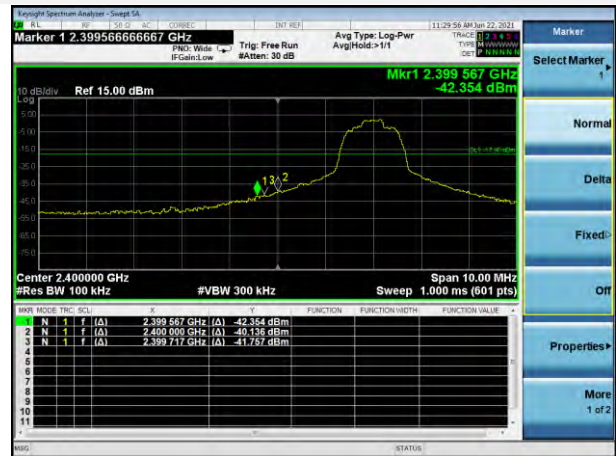 Keysight Spectrum Analyzer - Swept SA
RL RF 50 Ω AC CORREC INT REF 11:29:56 AM Jun 22, 2021
Marker 1 2.399566666667 GHz
PNO: Wide
IFGain:Low
Trig: Free Run
#Atten: 30 dB
Avg Type: Log-Pwr
Avg|Hold:>1/1
TRACE 1 2 3 4 5 6
TYPE M WWWWW
DET P N N N N N
Mkr1 2.399 567 GHz
-42.354 dBm
10 dB/div Ref 15.00 dBm
Log
5.00
-5.00
-15.0
-25.0
-35.0
-45.0
-55.0
-65.0
-75.0
1 3 2
Center 2.400000 GHz Span 10.00 MHz
#Res BW 100 kHz #VBW 300 kHz Sweep 1.000 ms (601 pts)
MKR MODE TRC SCL X Y FUNCTION FUNCTION WIDTH FUNCTION VALUE
1 N 1 f (Δ) 2.399 567 GHz (Δ) -42.354 dBm
2 N 1 f (Δ) 2.400 000 GHz (Δ) -40.136 dBm
3 N 1 f (Δ) 2.399 717 GHz (Δ) -41.757 dBm
4
5
6
7
8
9
10
11
MSG STATUS
Marker
Select Marker
1
Normal
Delta
Fixed
Off
Properties
More
1 of 2